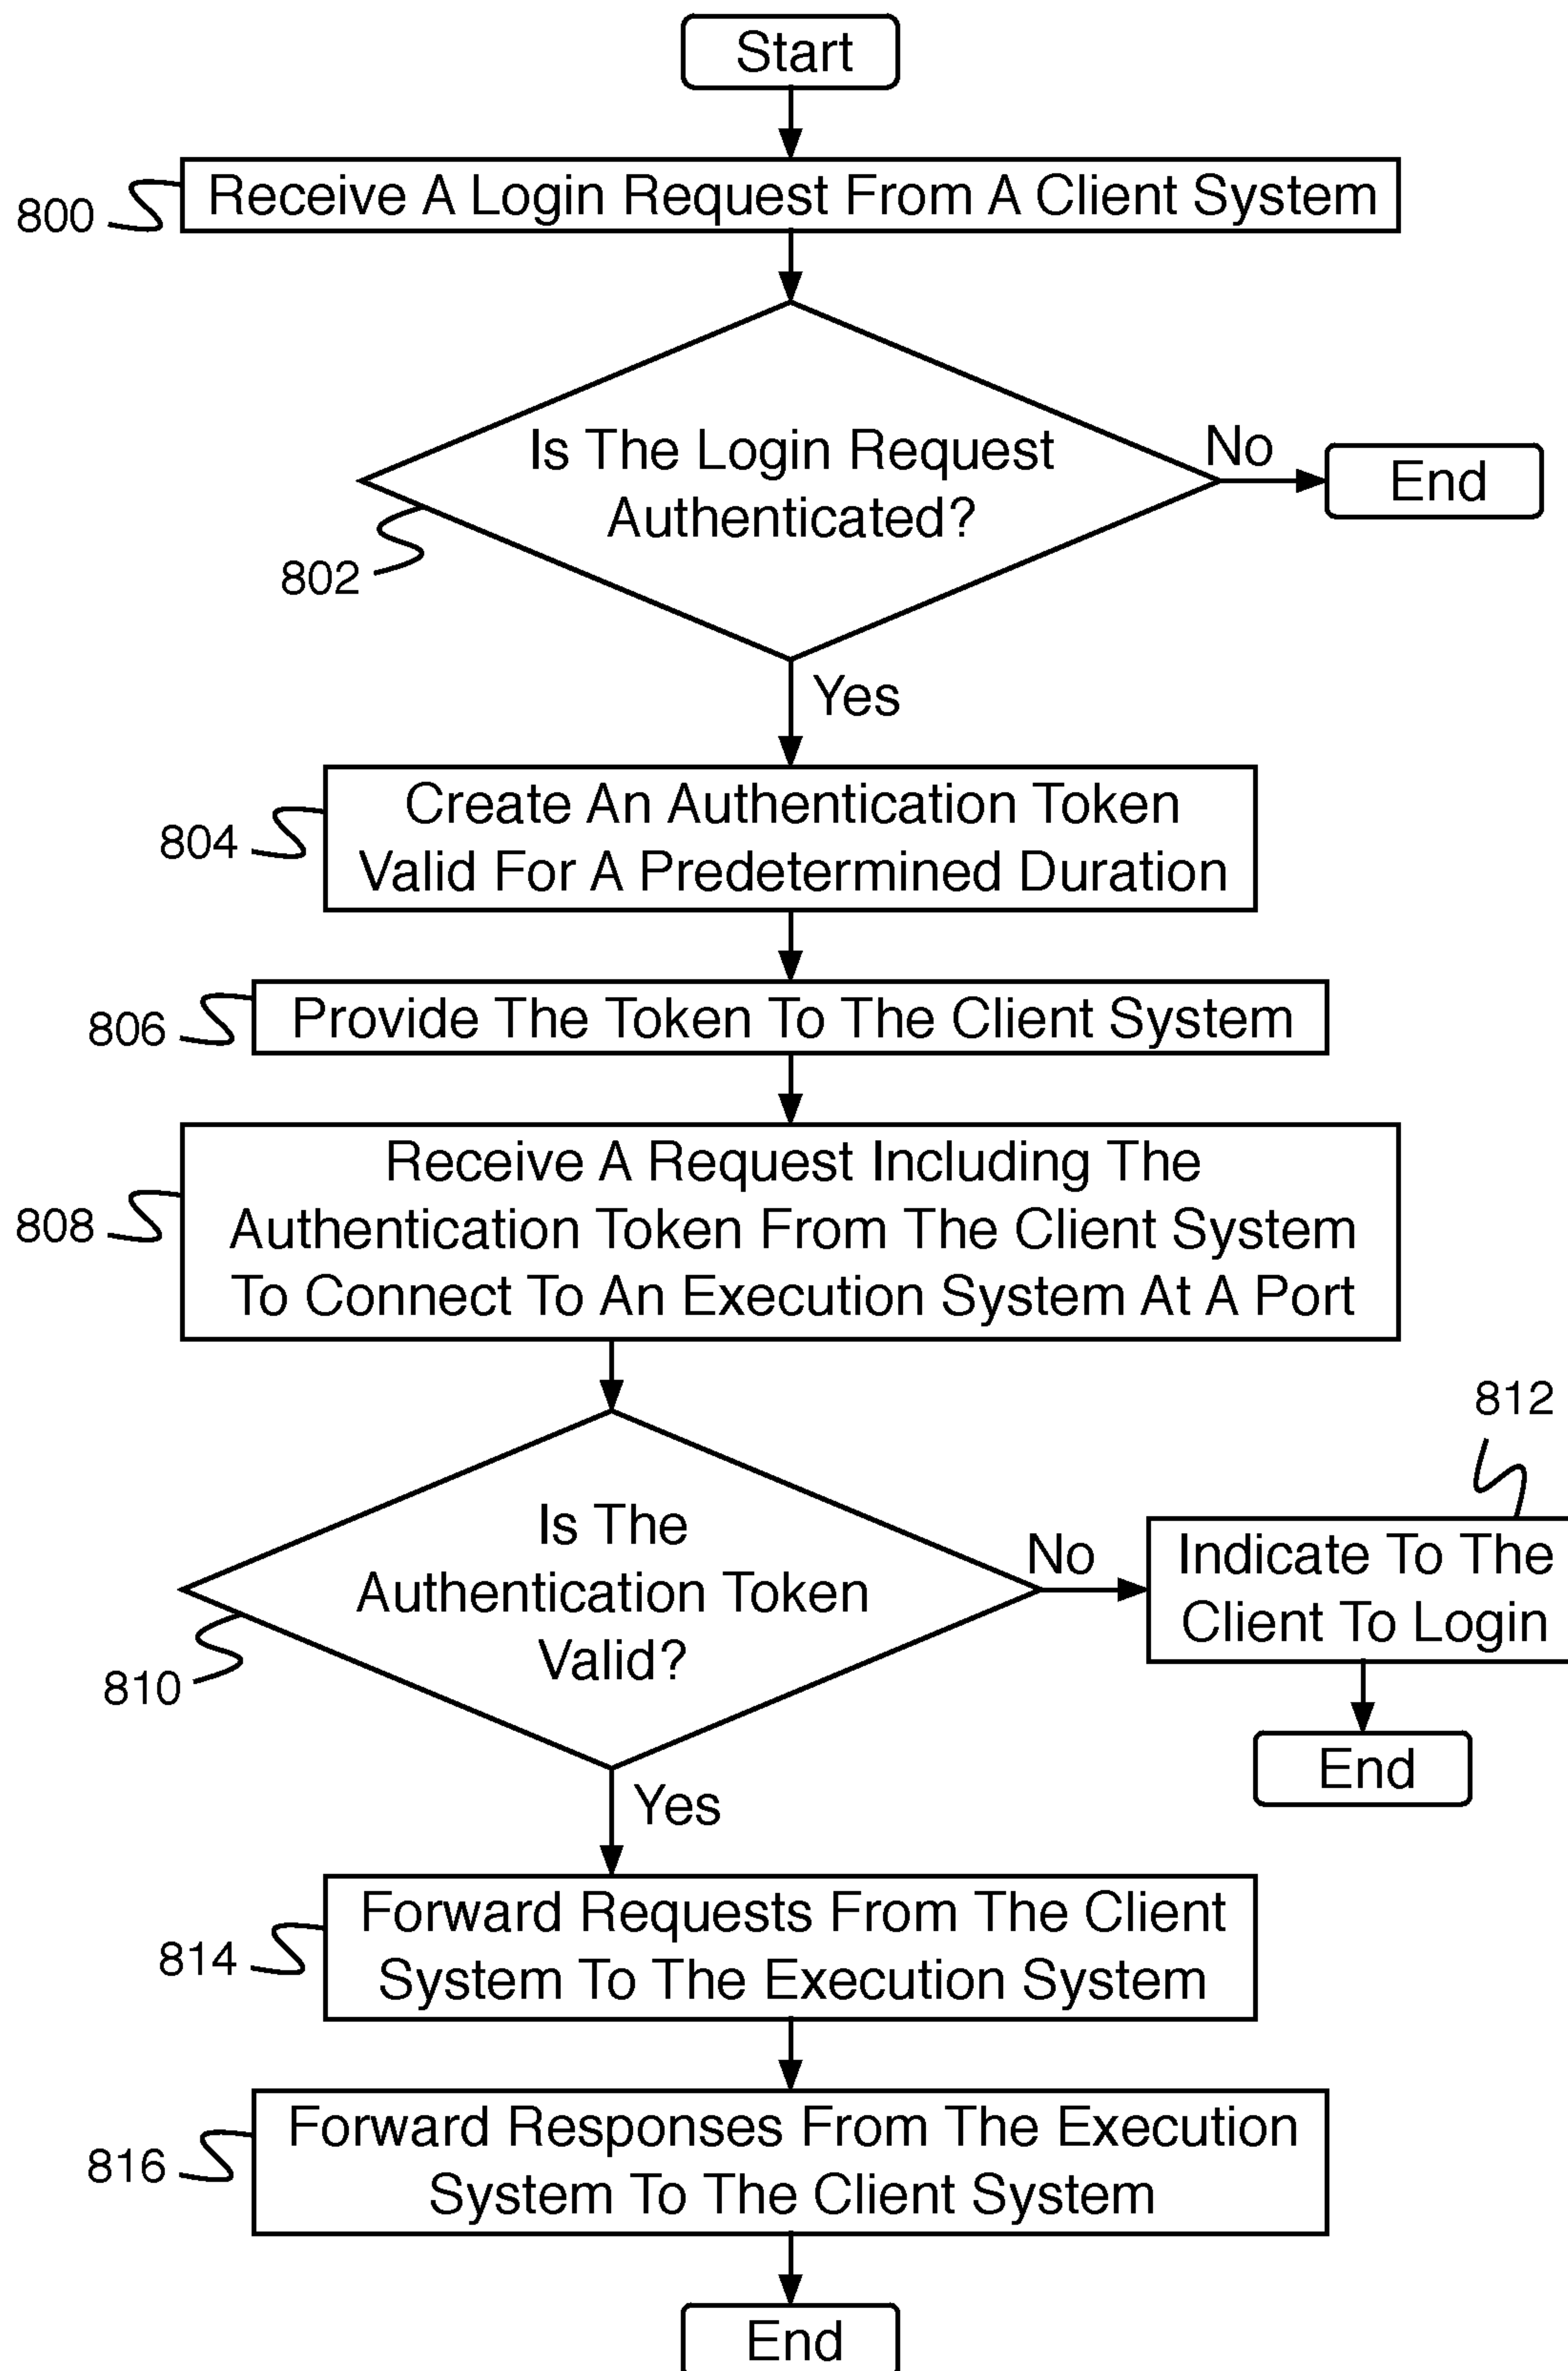 Start
800
Receive A Login Request From A Client System
Is The Login Request
Authenticated?
No
End
802
Yes
804
Create An Authentication Token
Valid For A Predetermined Duration
806
Provide The Token To The Client System
808
Receive A Request Including The
Authentication Token From The Client System
To Connect To An Execution System At A Port
812
Is The
Authentication Token
Valid?
No
Indicate To The
Client To Login
810
End
Yes
814
Forward Requests From The Client
System To The Execution System
816
Forward Responses From The Execution
System To The Client System
End